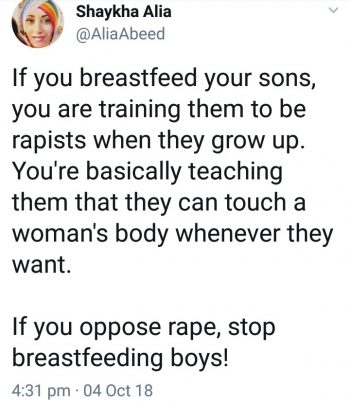 Shaykha Alia
@AliaAbeed
If you breastfeed your sons,
you are training them to be
rapists when they grow up.
You're basically teaching
them that they can touch a
woman's body whenever they
want.
If you oppose rape, stop
breastfeeding boys!
4:31 pm · 04 Oct 18